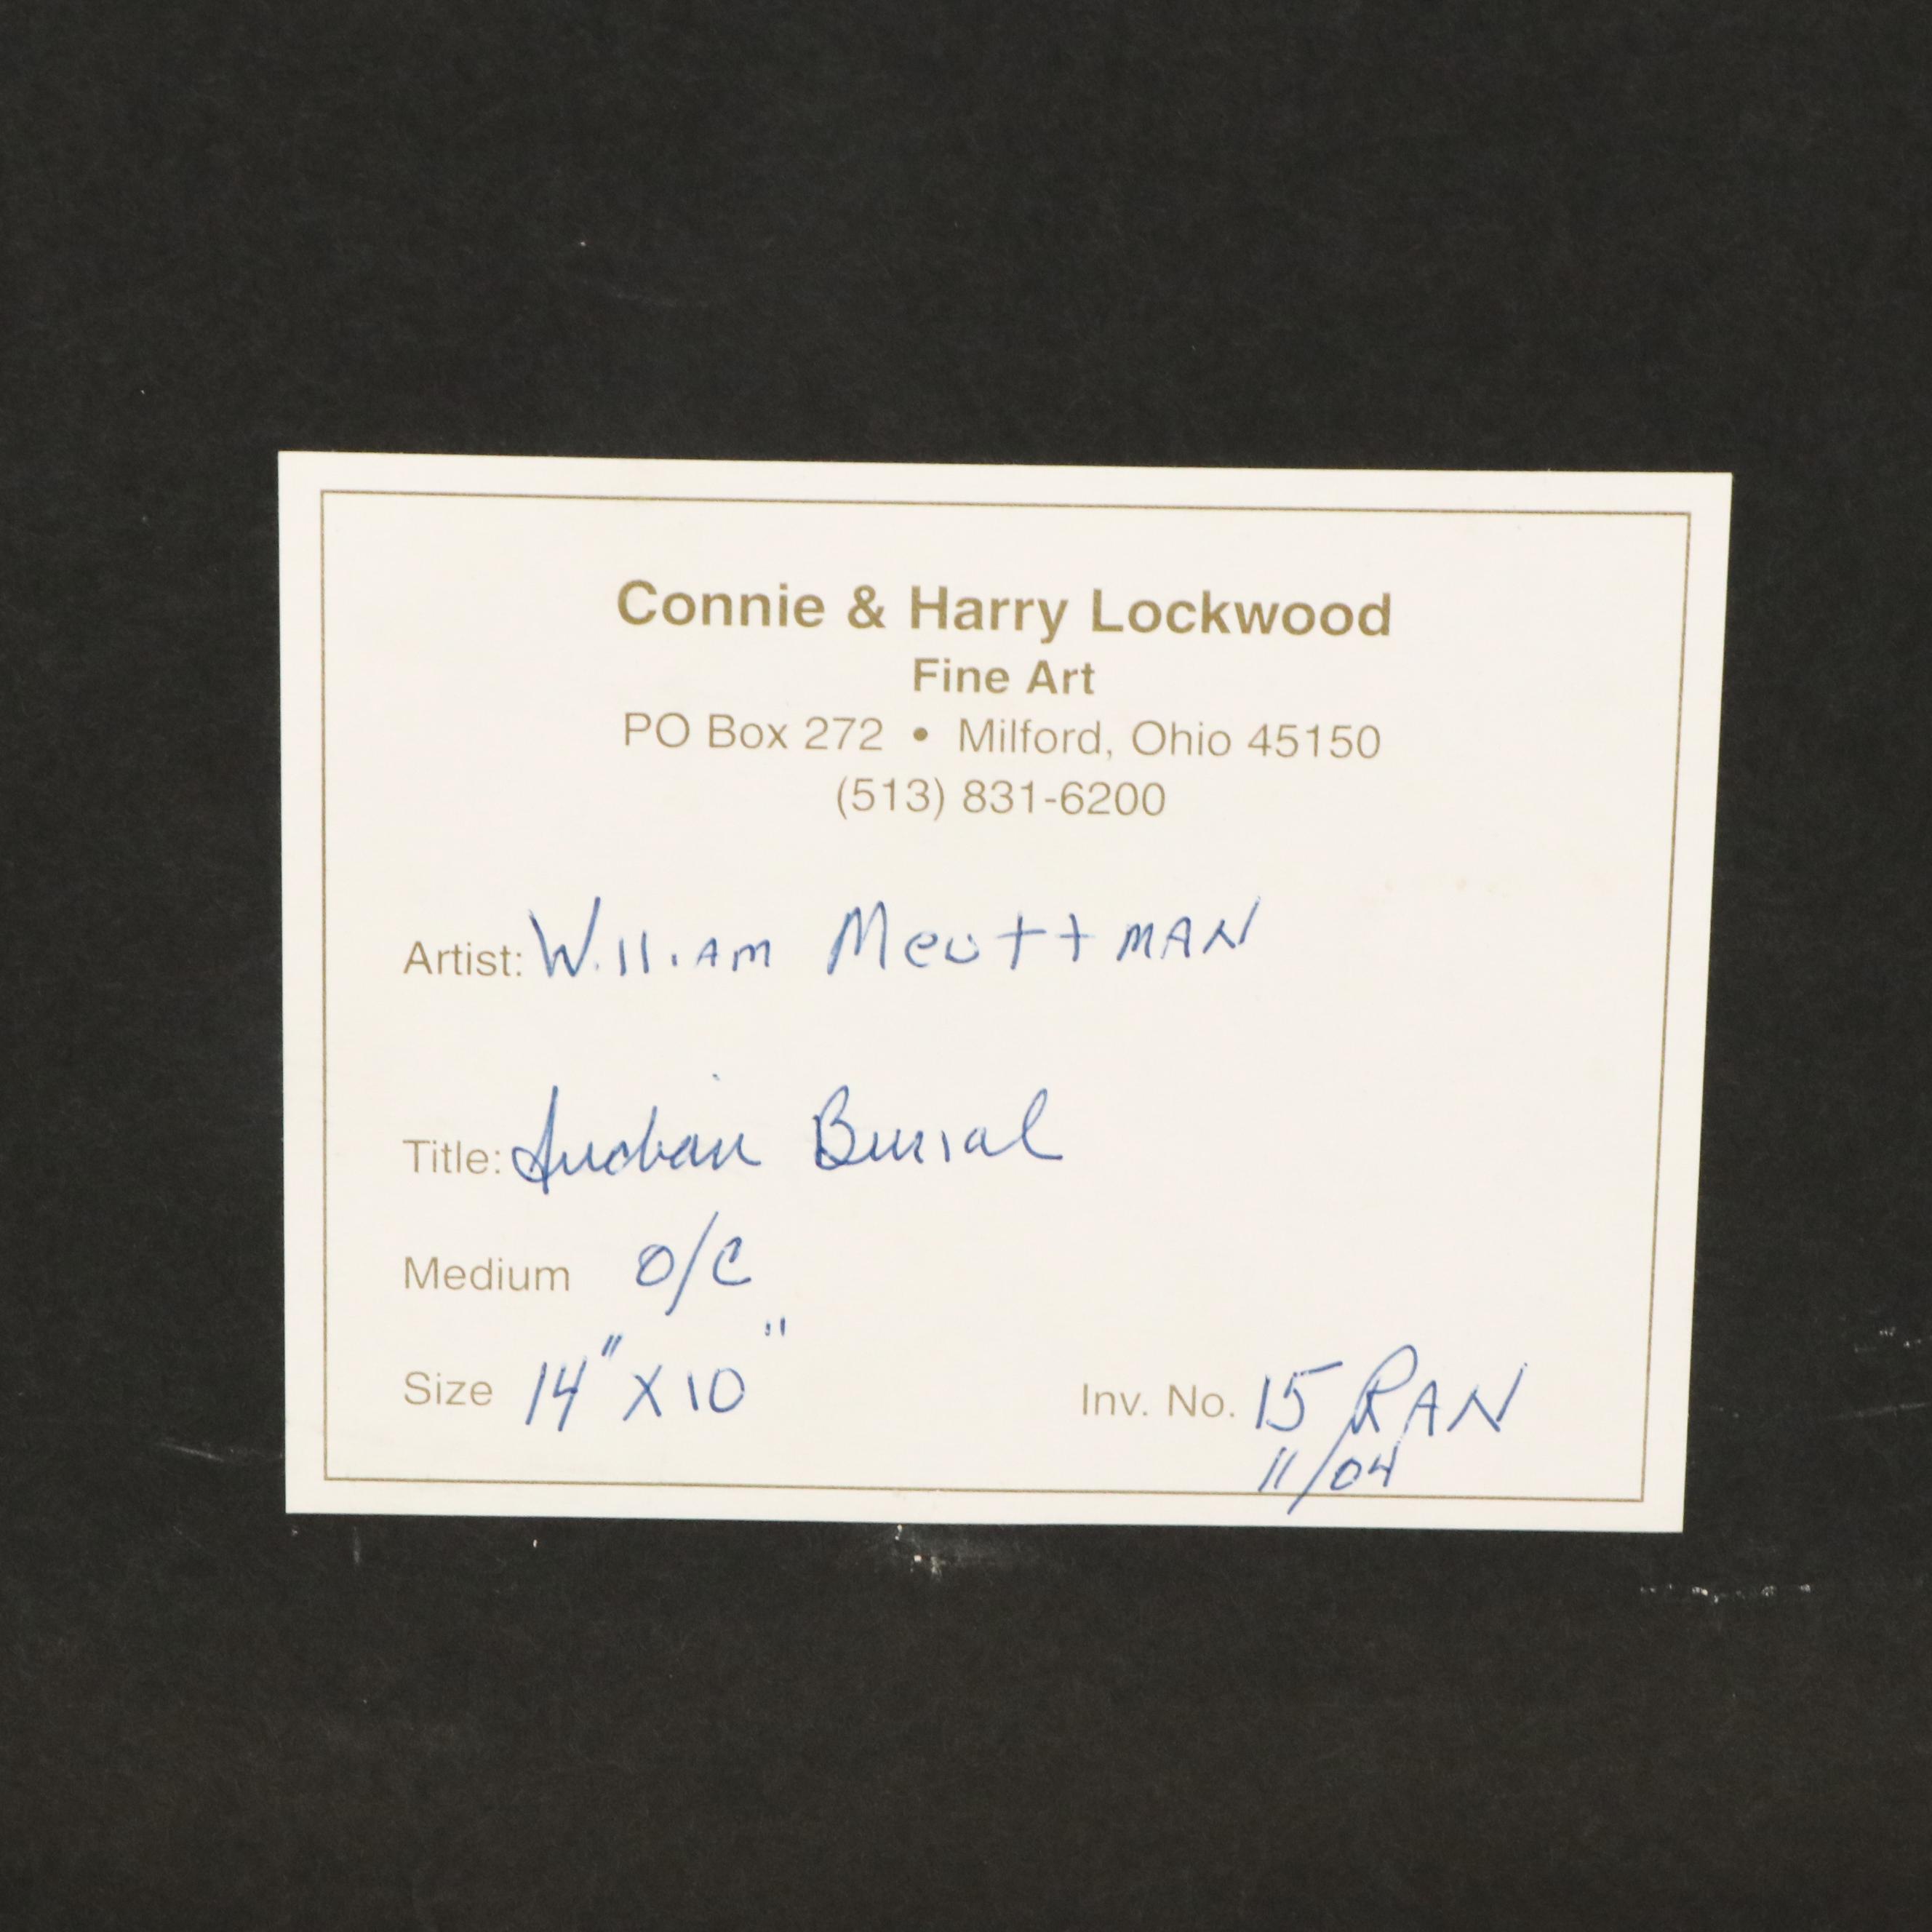 Connie & Harry Lockwood
Fine Art
PO Box 272 • Milford, Ohio 45150
(513) 831-6200
Artist: William Meuttman
Title: Indian Burial
Medium O/C
Size 14" X 10"
Inv. No. 15 RAN
11/04